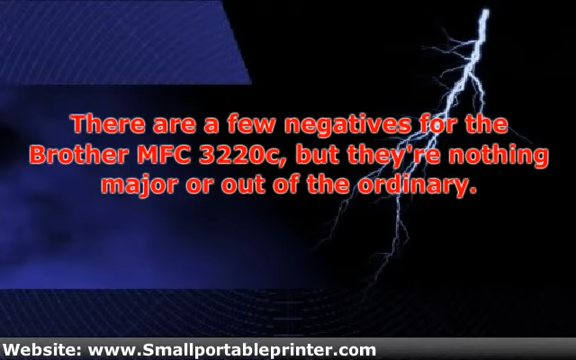 There are a few negatives for the
Brother MFC 3220c, but they're nothing
major or out of the ordinary.
Website: www.Smallportableprinter.com